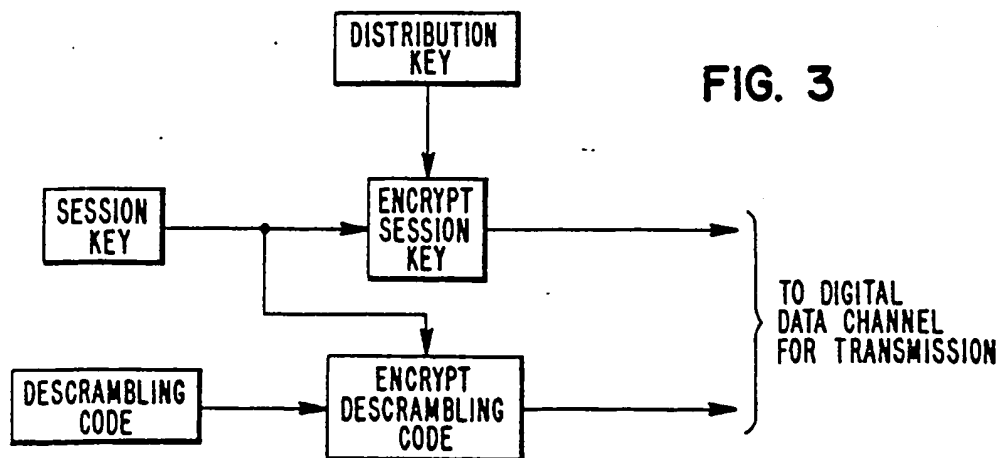 DISTRIBUTION
KEY
FIG. 3
SESSION
KEY
ENCRYPT
SESSION
KEY
TO DIGITAL
DATA CHANNEL
FOR TRANSMISSION
DESCRAMBLING
CODE
ENCRYPT
DESCRAMBLING
CODE